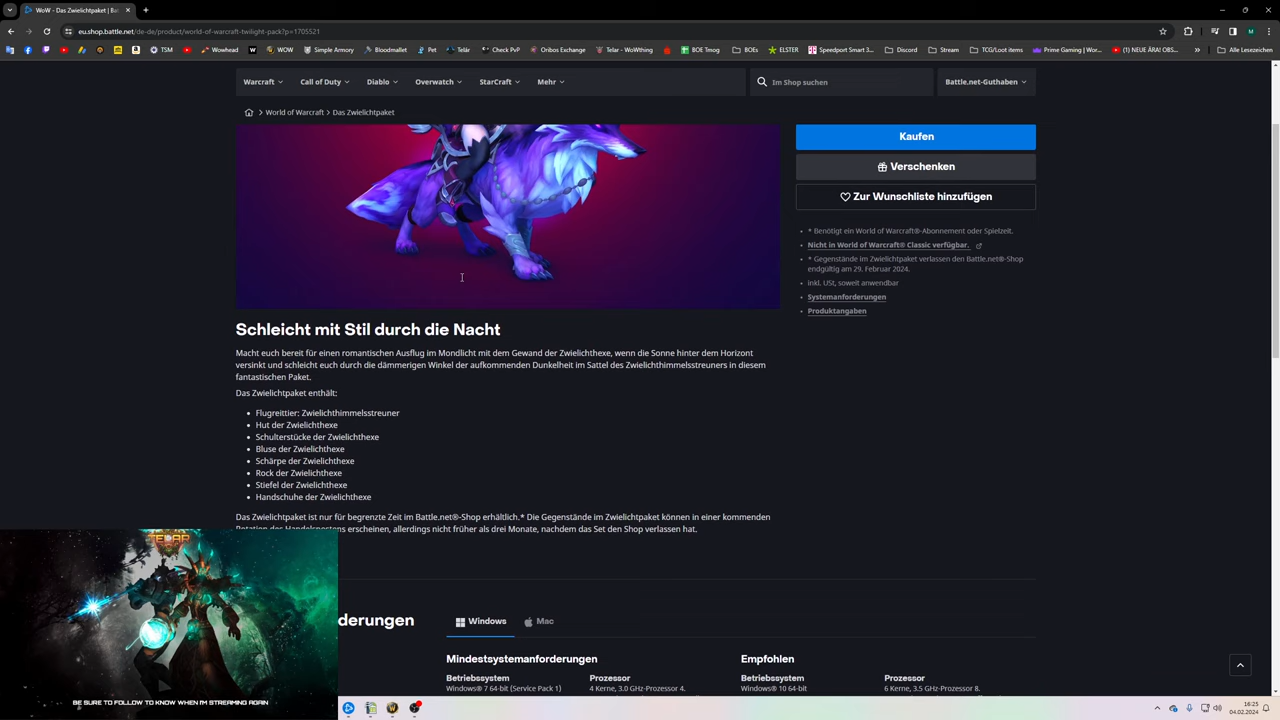 WoW - Das Zwielichtpaket | Ba
eu.shop.battle.net/de-de/product/world-of-warcraft-twilight-pack?p=1705521
TSM
Wowhead
WoW
Simple Armory
Bloodmallet
Pet
Telár
Check PvP
Oribos Exchange
Telar - WoWthing
BOE Tmog
BOEs
ELSTER
Speedport Smart 3...
Discord
Stream
TCG/Loot items
Prime Gaming | Wor...
(1) NEUE ÄRA! OBS...
Alle Lesezeichen
Warcraft
Call of Duty
Diablo
Overwatch
StarCraft
Mehr
Im Shop suchen
Battle.net-Guthaben
World of Warcraft > Das Zwielichtpaket
Kaufen
Verschenken
Zur Wunschliste hinzufügen
* Benötigt ein World of Warcraft®-Abonnement oder Spielzeit.
Nicht in World of Warcraft® Classic verfügbar.
* Gegenstände im Zwielichtpaket verlassen den Battle.net®-Shop
endgültig am 29. Februar 2024.
Inkl. USt, soweit anwendbar
Systemanforderungen
Produktangaben
Schleicht mit Stil durch die Nacht
Macht euch bereit für einen romantischen Ausflug im Mondlicht mit dem Gewand der Zwielichthexe, wenn die Sonne hinter dem Horizont
versinkt und schleicht euch durch die dämmerigen Winkel der aufkommenden Dunkelheit im Sattel des Zwielichthimmelsstreuners in diesem
fantastischen Paket.
Das Zwielichtpaket enthält:
Flugreittier: Zwielichthimmelsstreuner
Hut der Zwielichthexe
Schulterstücke der Zwielichthexe
Bluse der Zwielichthexe
Schärpe der Zwielichthexe
Rock der Zwielichthexe
Stiefel der Zwielichthexe
Handschuhe der Zwielichthexe
Das Zwielichtpaket ist nur für begrenzte Zeit im Battle.net®-Shop erhältlich.* Die Gegenstände im Zwielichtpaket können in einer kommenden
Rotation des Handelspostens erscheinen, allerdings nicht früher als drei Monate, nachdem das Set den Shop verlassen hat.
TELAR
derungen
Windows
Mac
Mindestsystemanforderungen
Empfohlen
Betriebssystem
Prozessor
Betriebssystem
Prozessor
Windows® 7 64-bit (Service Pack 1)
4 Kerne, 3.0 GHz-Prozessor 4.
Windows® 10 64-bit
6 Kerne, 3.5 GHz-Prozessor 8.
BE SURE TO FOLLOW TO KNOW WHEN I'M STREAMING AGAIN
16:25
04.02.2024